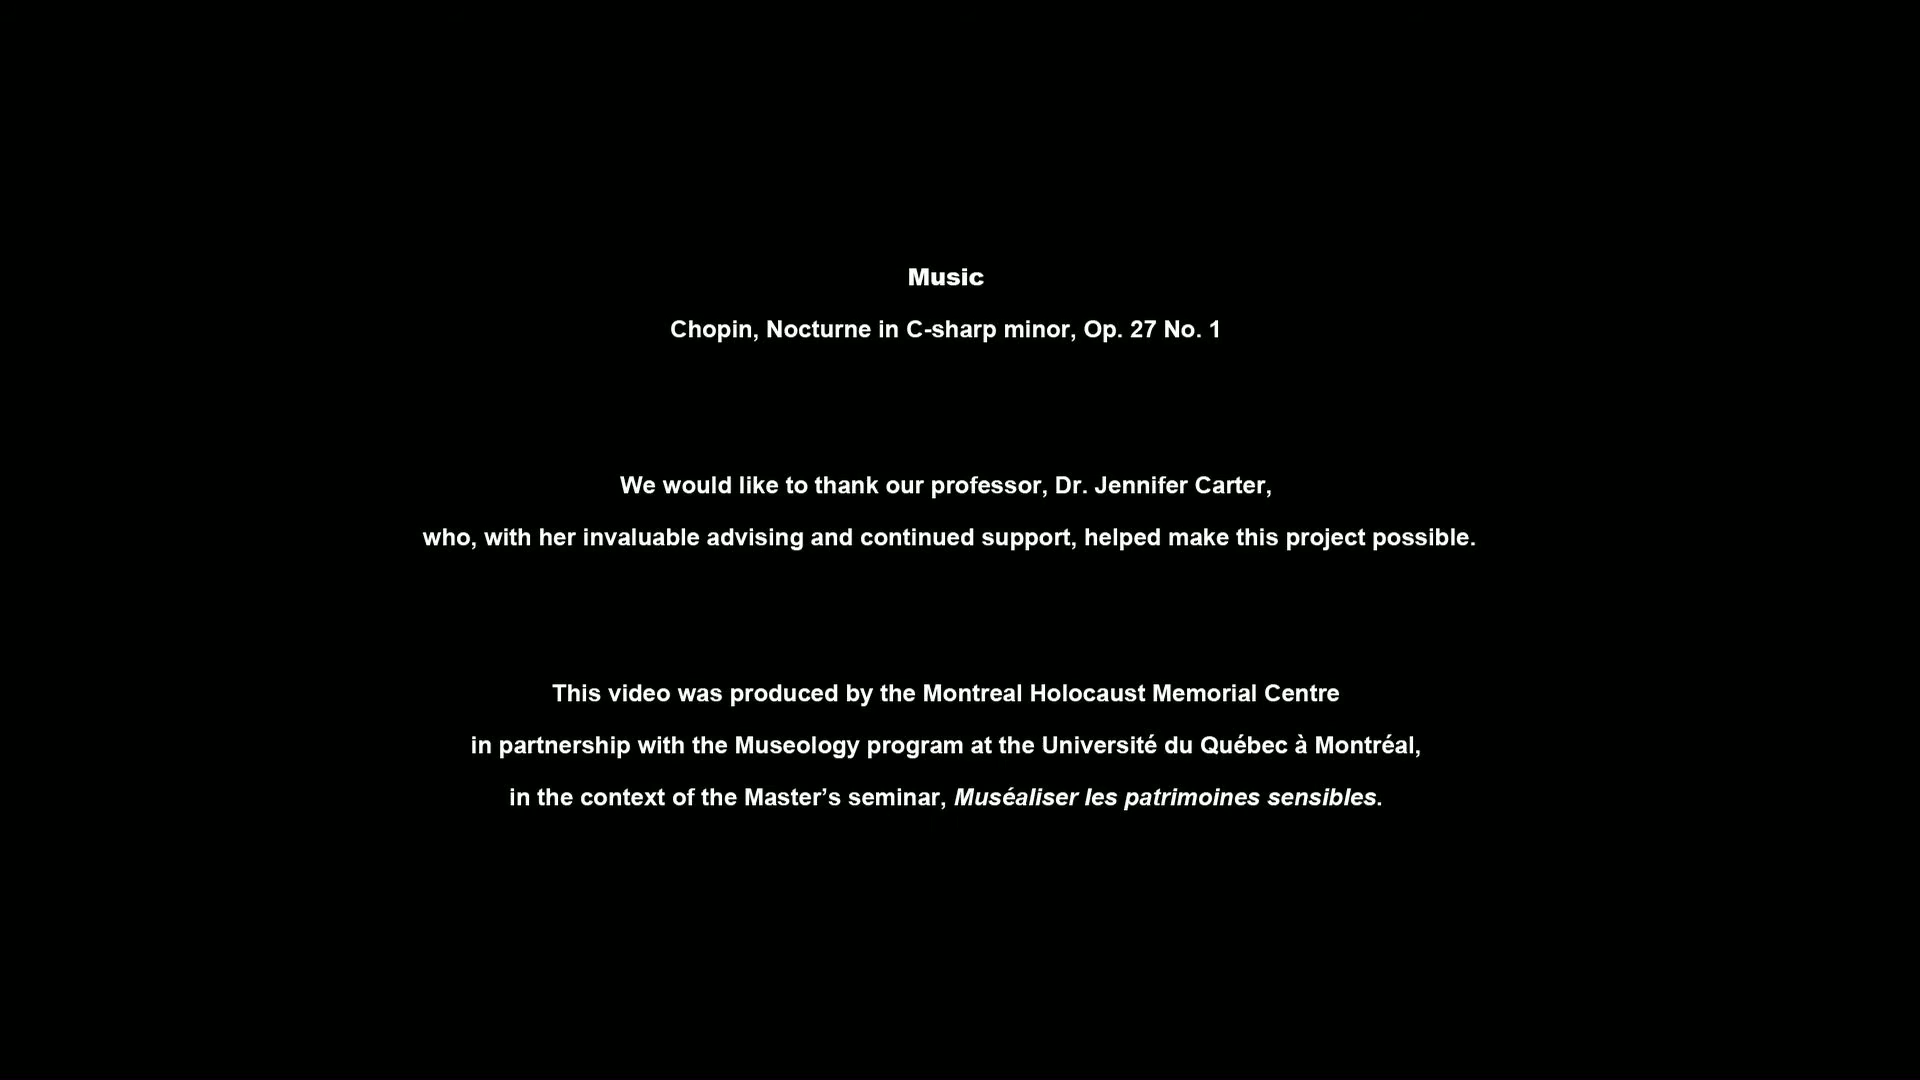 Music
Chopin, Nocturne in C-sharp minor, Op. 27 No. 1
We would like to thank our professor, Dr. Jennifer Carter,
who, with her invaluable advising and continued support, helped make this project possible.
This video was produced by the Montreal Holocaust Memorial Centre
in partnership with the Museology program at the Université du Québec à Montréal,
in the context of the Master’s seminar, Muséaliser les patrimoines sensibles.